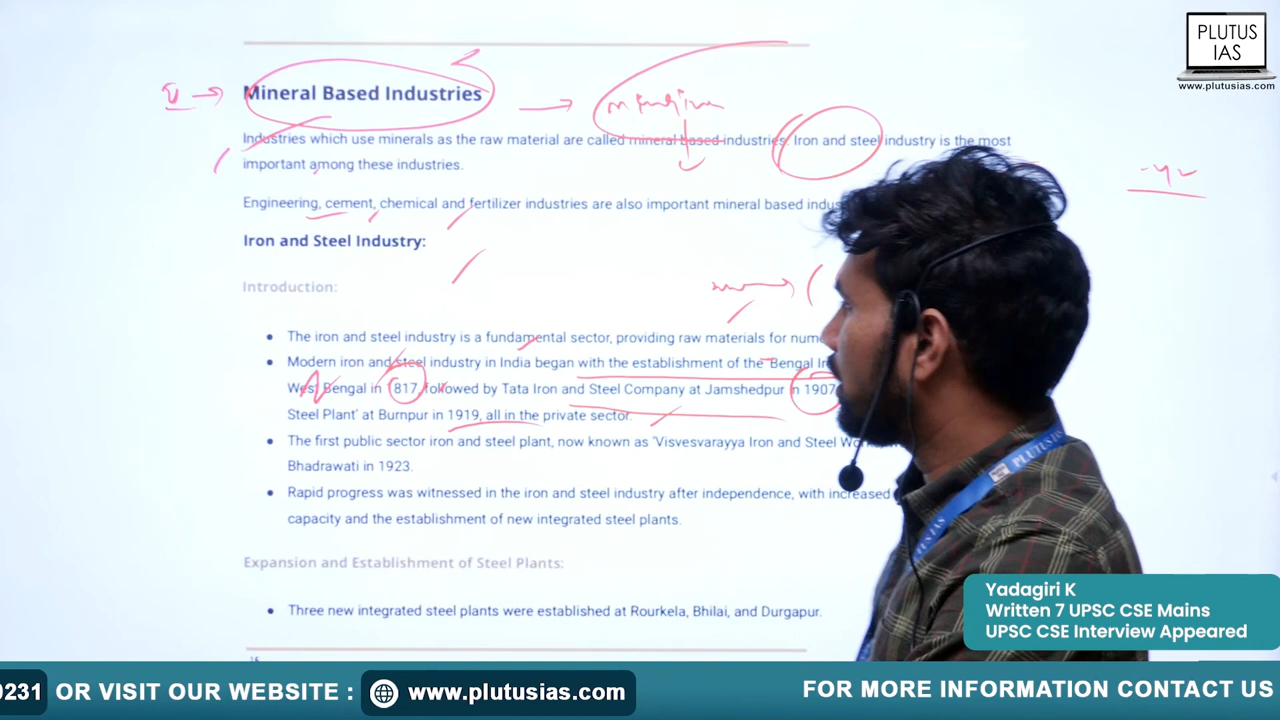 PLUTUS
IAS
www.plutusias.com
Mineral Based Industries
Industries which use minerals as the raw material are called mineral based industries. Iron and steel industry is the most
important among these industries.
Engineering, cement, chemical and fertilizer industries are also important mineral based indus
Iron and Steel Industry:
Introduction:
The iron and steel industry is a fundamental sector, providing raw materials for nume
Modern iron and steel industry in India began with the establishment of the 'Bengal Ir
West Bengal in 1817, followed by Tata Iron and Steel Company at Jamshedpur in 1907
Steel Plant' at Burnpur in 1919, all in the private sector.
The first public sector iron and steel plant, now known as 'Visvesvarayya Iron and Steel Work
Bhadrawati in 1923.
Rapid progress was witnessed in the iron and steel industry after independence, with increased
capacity and the establishment of new integrated steel plants.
Expansion and Establishment of Steel Plants:
Three new integrated steel plants were established at Rourkela, Bhilai, and Durgapur.
PLUTUS IAS
Yadagiri K
Written 7 UPSC CSE Mains
UPSC CSE Interview Appeared
0231 OR VISIT OUR WEBSITE : www.plutusias.com FOR MORE INFORMATION CONTACT US